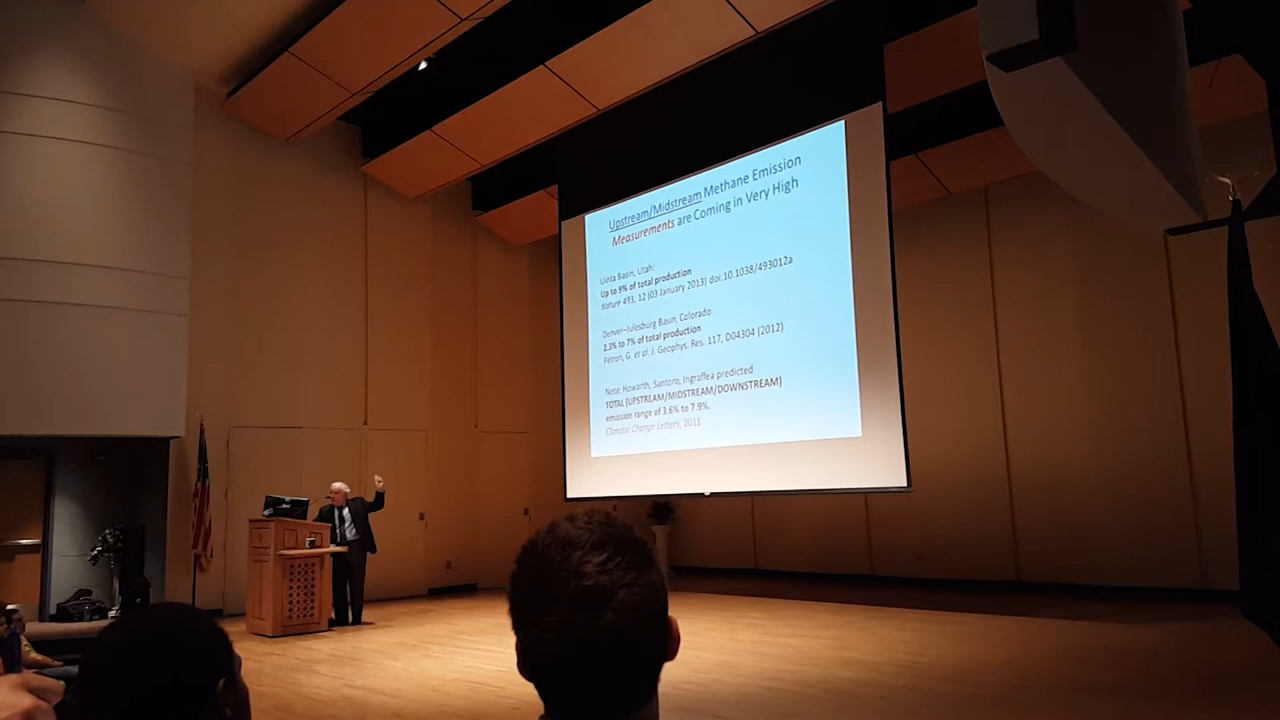 Upstream/Midstream Methane Emission
Measurements are Coming in Very High
Uinta Basin, Utah:
Up to 9% of total production
Nature 493, 12 (03 January 2013) doi:10.1038/493012a
Denver–Julesburg Basin, Colorado:
2.3% to 7% of total production
Pétron, G. et al. J. Geophys. Res. 117, D04304 (2012)
Note: Howarth, Santoro, Ingraffea predicted
TOTAL (UPSTREAM/MIDSTREAM/DOWNSTREAM)
emission range of 3.6% to 7.9%.
Climatic Change Letters, 2011